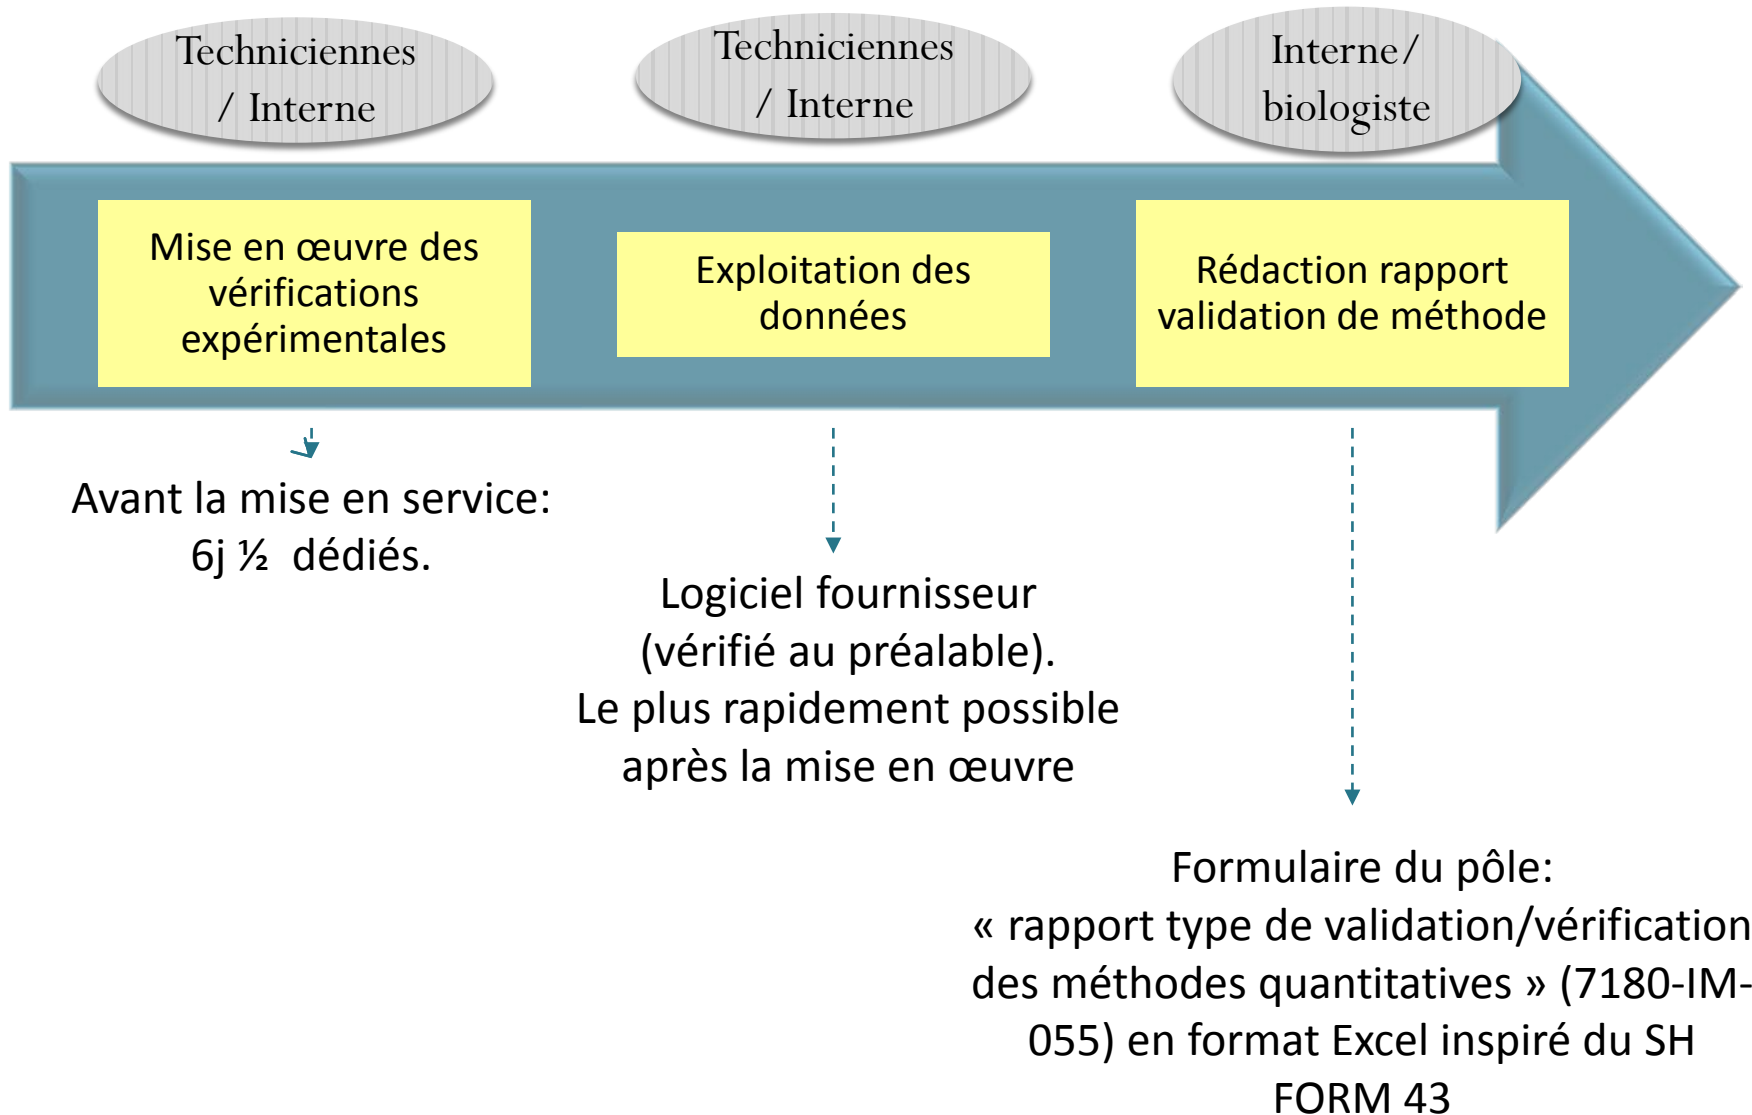 Techniciennes
/ Interne
Techniciennes
/ Interne
Interne/
biologiste
Mise en œuvre des
vérifications
expérimentales
Exploitation des
données
Rédaction rapport
validation de méthode
Avant la mise en service:
6j ½ dédiés.
Logiciel fournisseur
(vérifié au préalable).
Le plus rapidement possible
après la mise en œuvre
Formulaire du pôle:
« rapport type de validation/vérification
des méthodes quantitatives » (7180-IM-
055) en format Excel inspiré du SH
FORM 43